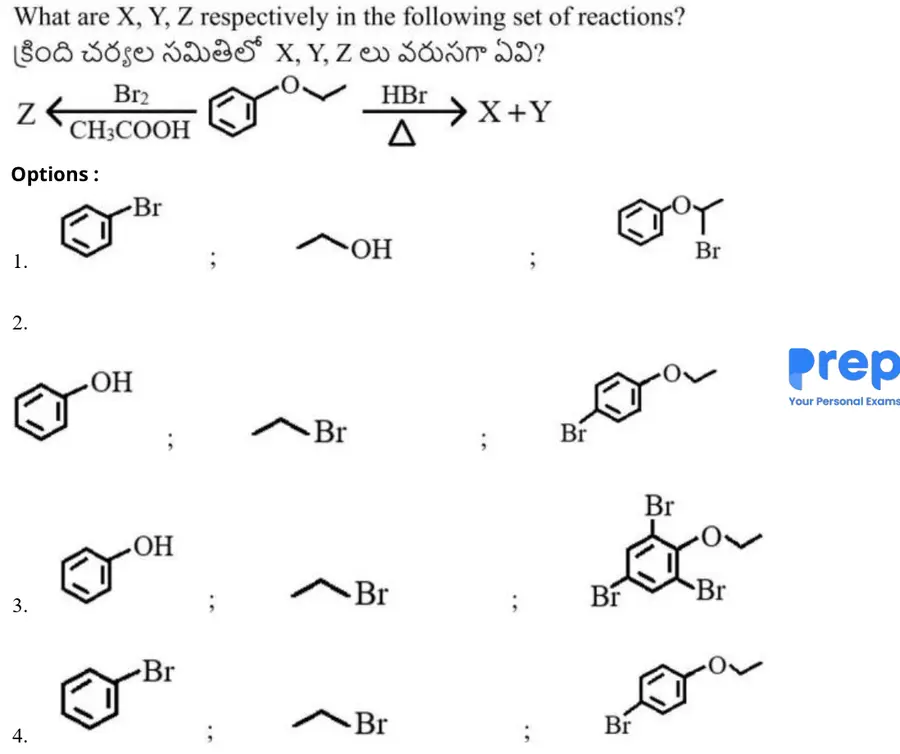 What are X, Y, Z respectively in the following set of reactions?
క్రింది చర్యల సమితిలో X, Y, Z లు వరుసగా ఏవి?
Z Br₂ CH₃COOH O HBr Δ X+Y
Options :
1. Br ; OH ; O Br
2.
OH ; Br ; Br O
prep
Your Personal Exams
3. OH ; Br ; Br O Br Br
4. Br ; Br ; Br O